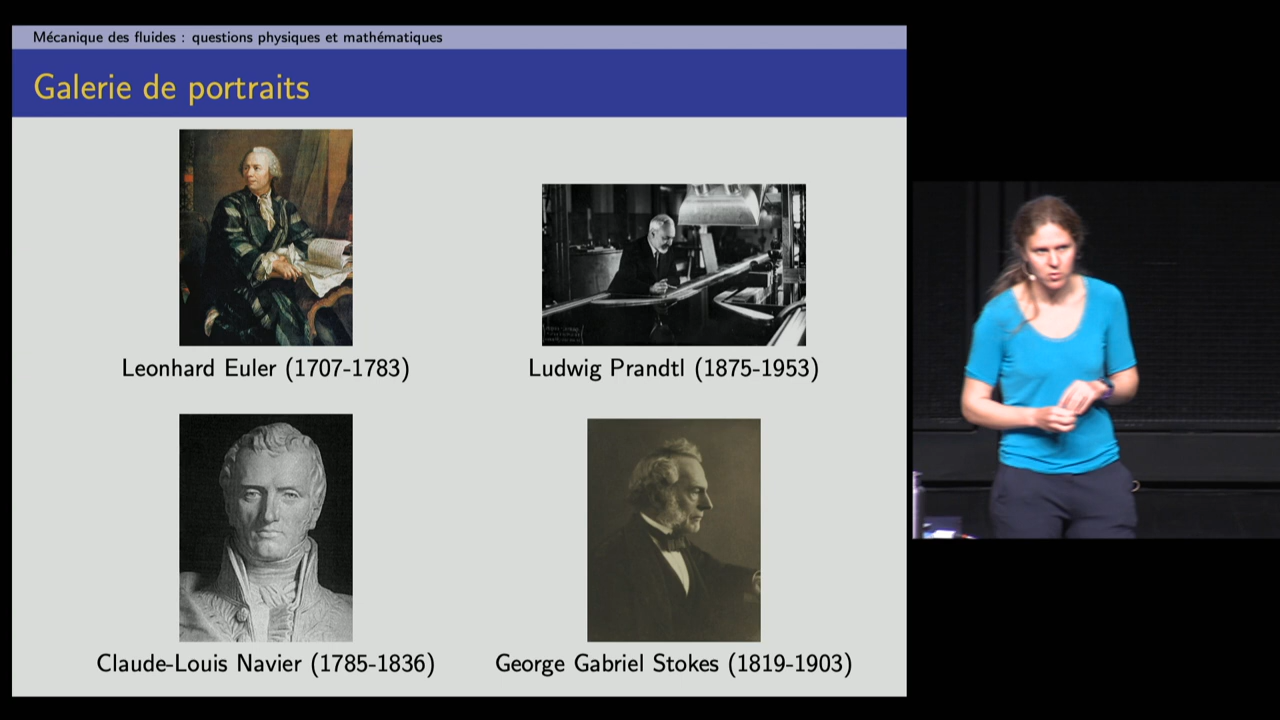 Mécanique des fluides : questions physiques et mathématiques
Galerie de portraits
Leonhard Euler (1707-1783)
Ludwig Prandtl (1875-1953)
Claude-Louis Navier (1785-1836)
George Gabriel Stokes (1819-1903)